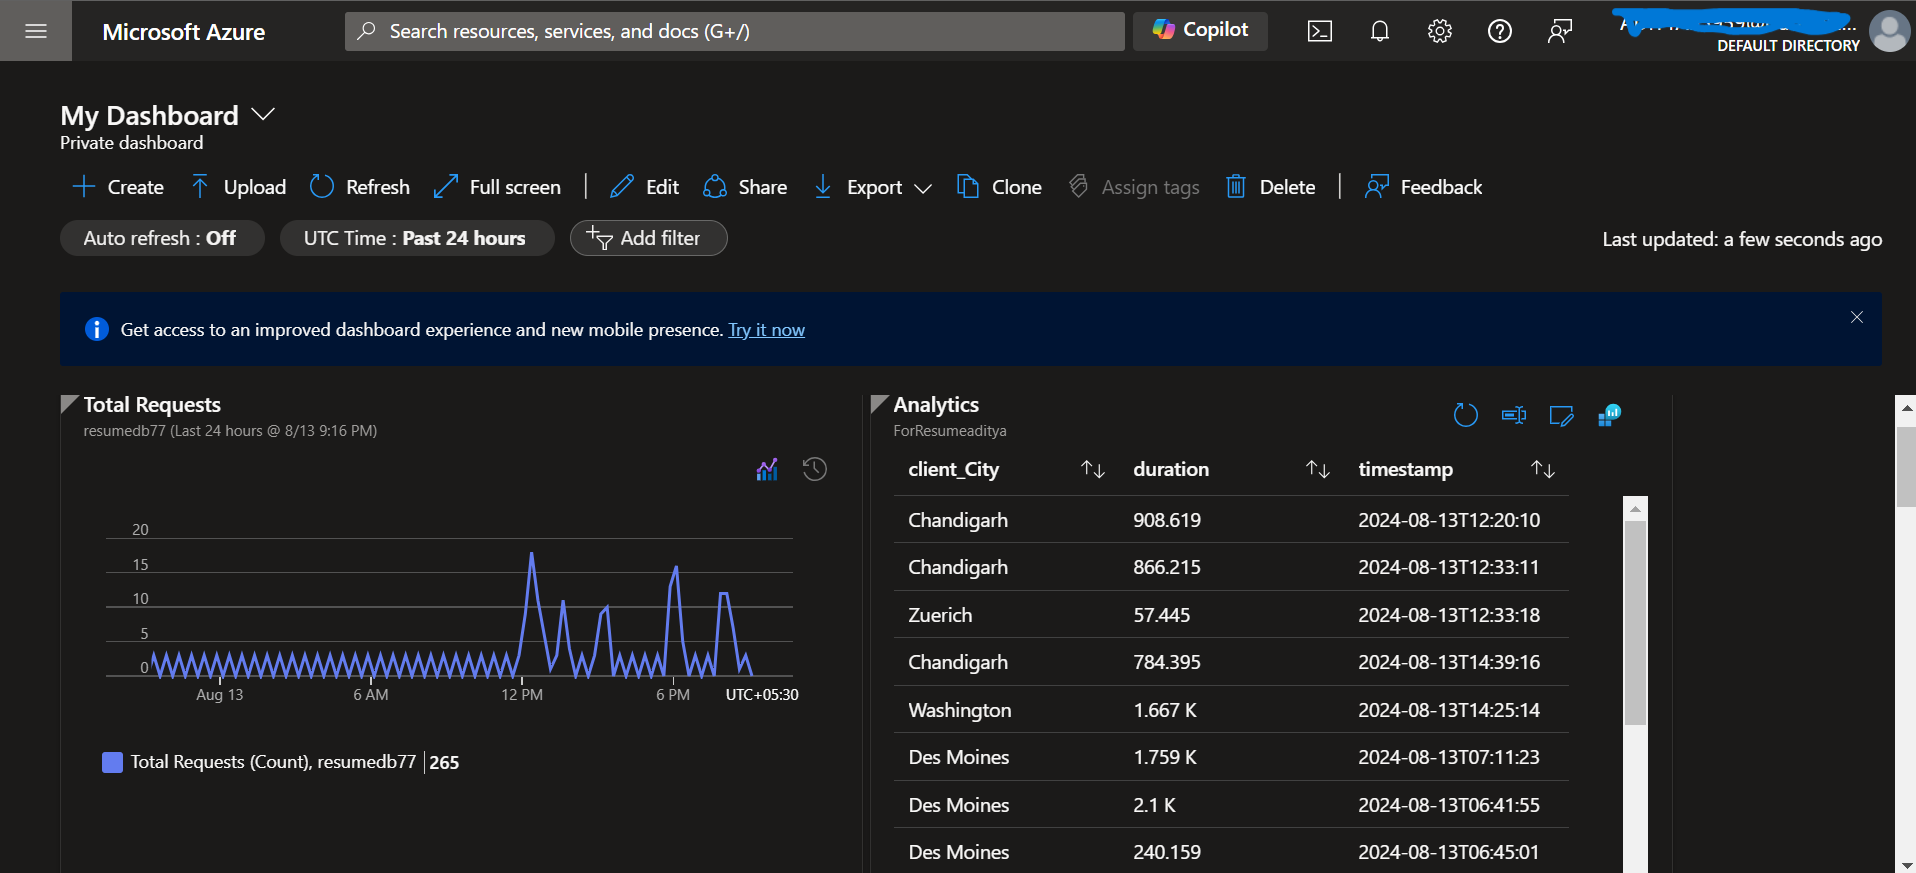 Microsoft Azure
Search resources, services, and docs (G+/)
Copilot
DEFAULT DIRECTORY
My Dashboard
Private dashboard
Create Upload Refresh Full screen Edit Share Export Clone Assign tags Delete Feedback
Auto refresh : Off UTC Time : Past 24 hours Add filter Last updated: a few seconds ago
Get access to an improved dashboard experience and new mobile presence. Try it now
Total Requests
resumedb77 (Last 24 hours @ 8/13 9:16 PM)
20
15
10
5
0
Aug 13 6 AM 12 PM 6 PM UTC+05:30
Total Requests (Count), resumedb77 265
Analytics
ForResumeaditya
client_City duration timestamp
Chandigarh 908.619 2024-08-13T12:20:10
Chandigarh 866.215 2024-08-13T12:33:11
Zuerich 57.445 2024-08-13T12:33:18
Chandigarh 784.395 2024-08-13T14:39:16
Washington 1.667 K 2024-08-13T14:25:14
Des Moines 1.759 K 2024-08-13T07:11:23
Des Moines 2.1 K 2024-08-13T06:41:55
Des Moines 240.159 2024-08-13T06:45:01